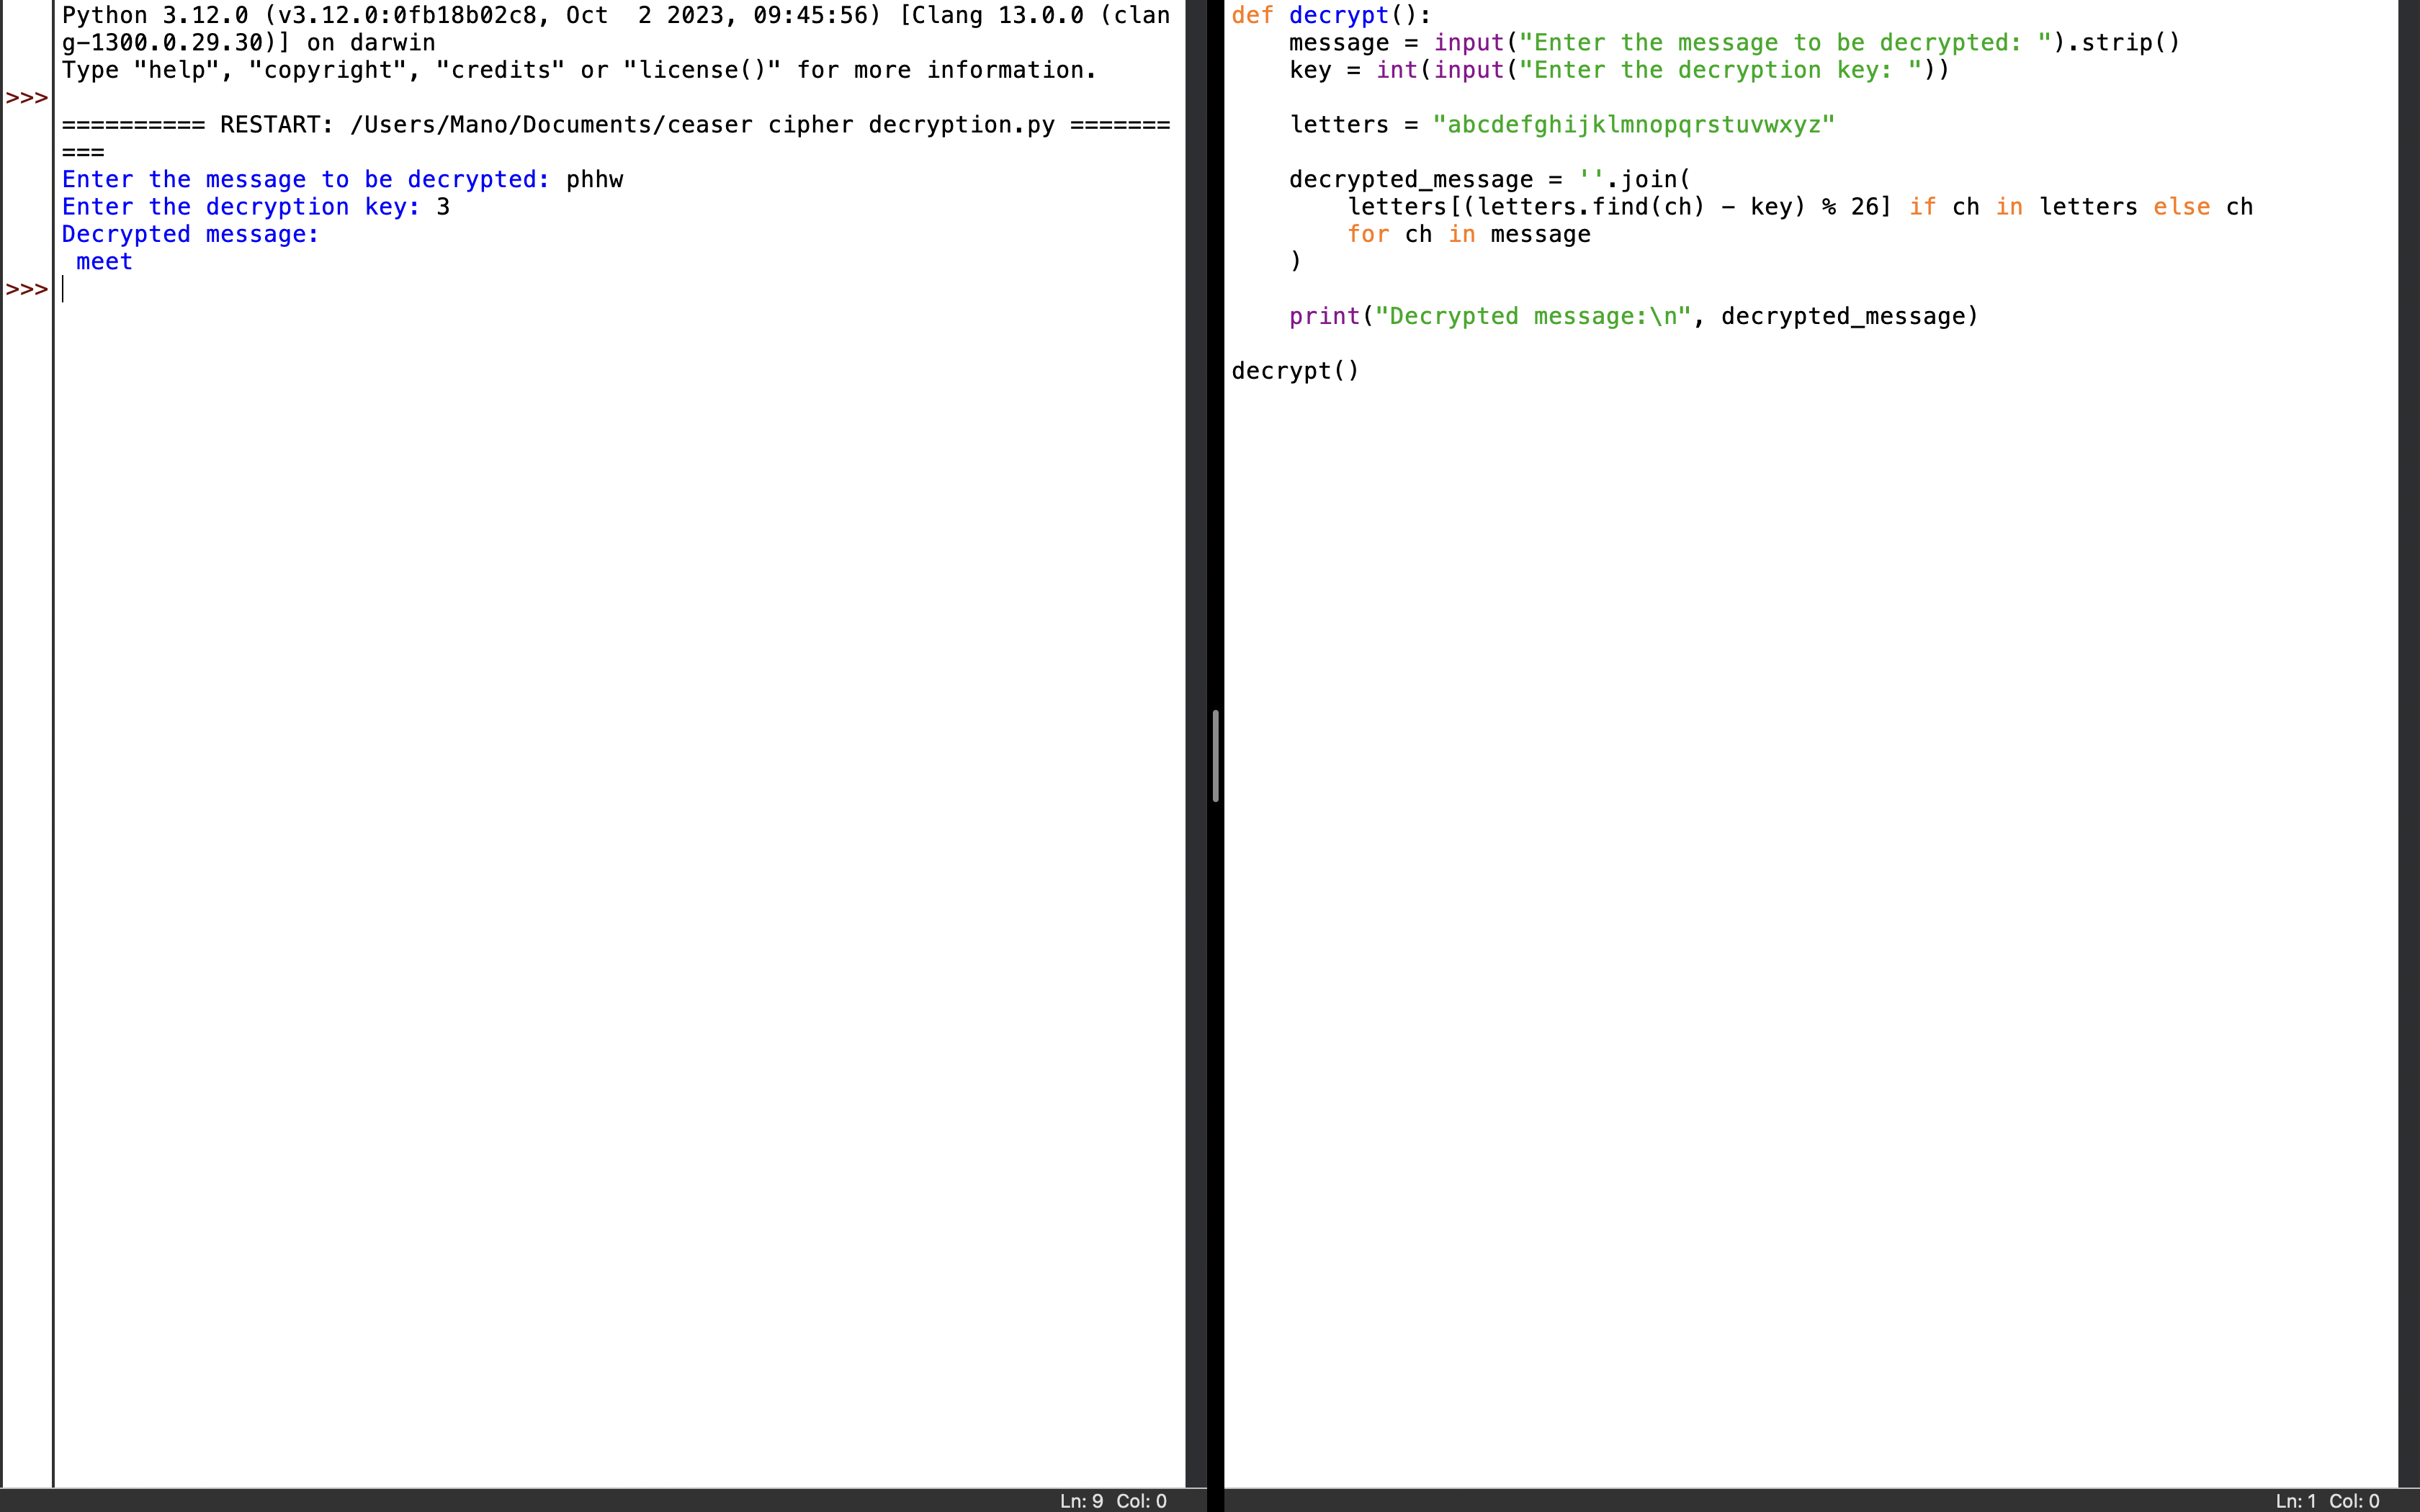 Python 3.12.0 (v3.12.0:0fb18b02c8, Oct  2 2023, 09:45:56) [Clang 13.0.0 (clan
g-1300.0.29.30)] on darwin
Type "help", "copyright", "credits" or "license()" for more information.
>>>
========== RESTART: /Users/Mano/Documents/ceaser cipher decryption.py =======
===
Enter the message to be decrypted: phhw
Enter the decryption key: 3
Decrypted message:
 meet
>>>
Ln: 9  Col: 0
def decrypt():
    message = input("Enter the message to be decrypted: ").strip()
    key = int(input("Enter the decryption key: "))

    letters = "abcdefghijklmnopqrstuvwxyz"

    decrypted_message = ''.join(
        letters[(letters.find(ch) - key) % 26] if ch in letters else ch
        for ch in message
    )

    print("Decrypted message:\n", decrypted_message)

decrypt()
Ln: 1  Col: 0